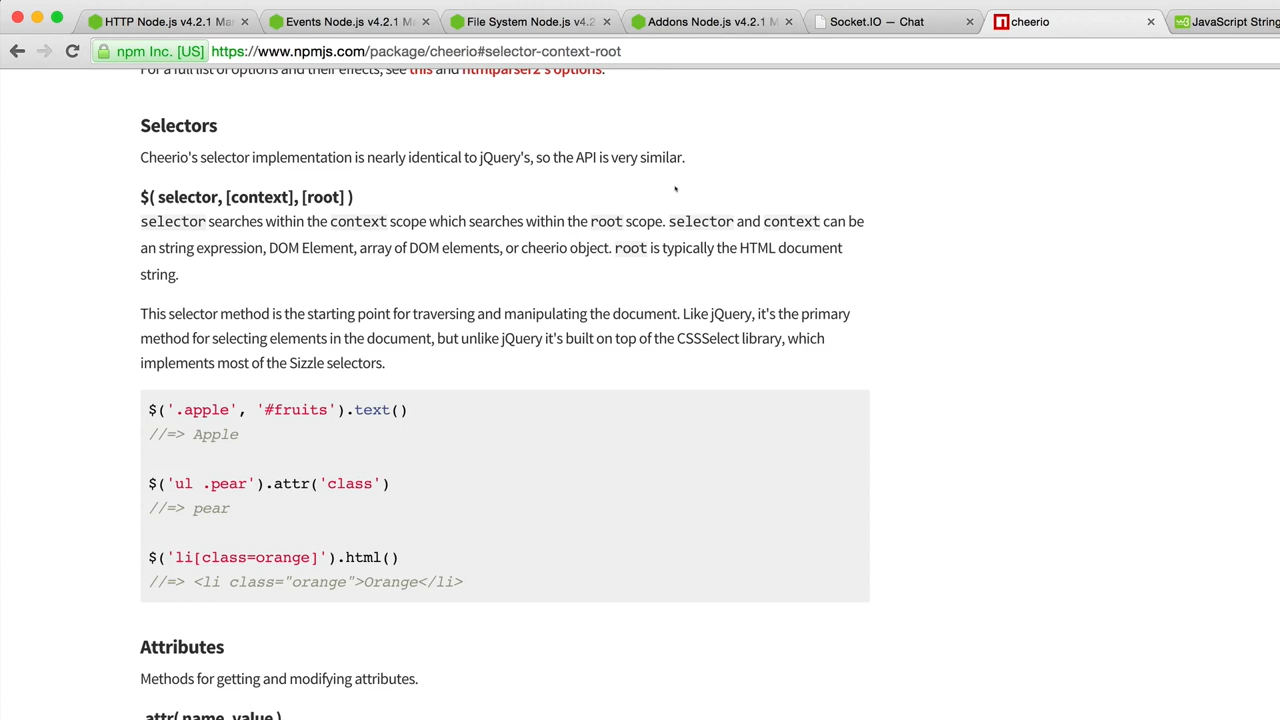 HTTP Node.js v4.2.1 Ma
Events Node.js v4.2.1 Ma
File System Node.js v4.2
Addons Node.js v4.2.1 M
Socket.IO — Chat
cheerio
JavaScript String
npm Inc. [US] https://www.npmjs.com/package/cheerio#selector-context-root
For a full list of options and their effects, see this and htmlparser2's options.
Selectors
Cheerio's selector implementation is nearly identical to jQuery's, so the API is very similar.
$( selector, [context], [root] )
selector searches within the context scope which searches within the root scope. selector and context can be
an string expression, DOM Element, array of DOM elements, or cheerio object. root is typically the HTML document
string.
This selector method is the starting point for traversing and manipulating the document. Like jQuery, it's the primary
method for selecting elements in the document, but unlike jQuery it's built on top of the CSSSelect library, which
implements most of the Sizzle selectors.
$('.apple', '#fruits').text()
//=> Apple
$('ul .pear').attr('class')
//=> pear
$('li[class=orange]').html()
//=> <li class="orange">Orange</li>
Attributes
Methods for getting and modifying attributes.
.attr( name, value )